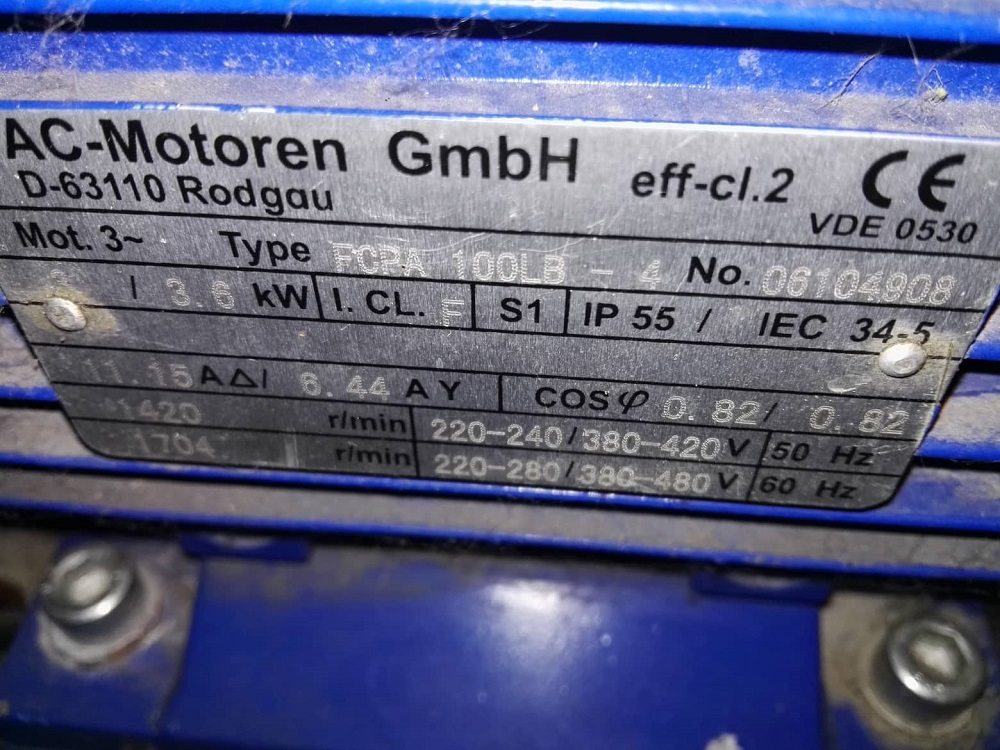 AC-Motoren GmbH eff-cl.2 CE
D-63110 Rodgau VDE 0530
Mot. 3~ Type FCPA 100LB - 4 No. 06104908
/ 3.6 kW I. CL. F S1 IP 55 / IEC 34-5
11.15 A Δ/ 6.44 A Y COS φ 0.82/ 0.82
1420 r/min 220-240/380-420 V 50 Hz
1704 r/min 220-280/380-480 V 60 Hz